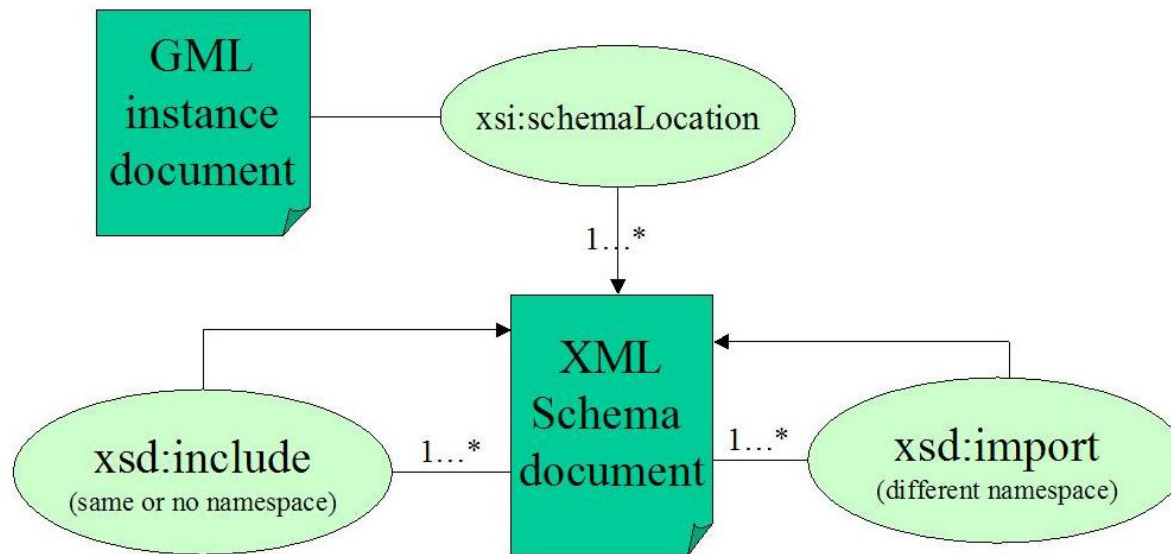 GML
instance
document
xsi:schemaLocation
1...*
XML
Schema
document
xsd:include
(same or no namespace)
1...*
1...*
xsd:import
(different namespace)